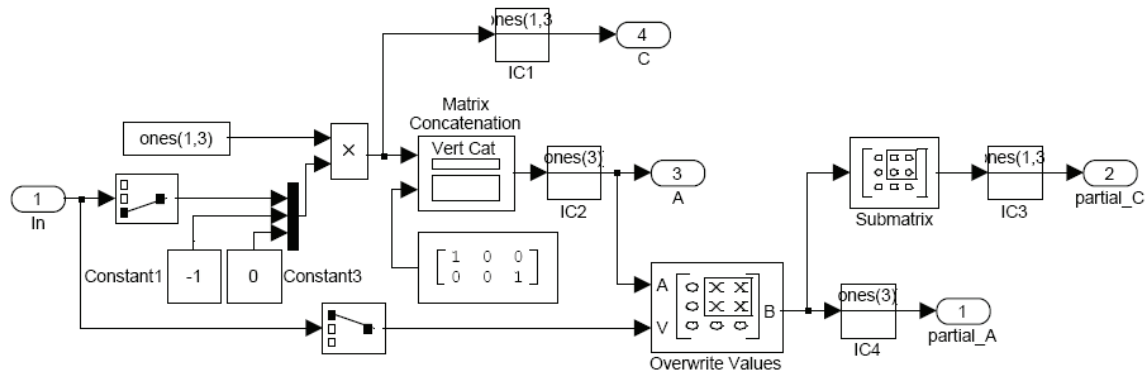 ones(1,3
4
IC1
C
Matrix
Concatenation
ones(1,3)
×
Vert Cat
ones(3)
3
ones(1,3
2
1
In
IC2
A
Submatrix
IC3
partial_C
1 0 0
0 0 1
Constant1
-1
0
Constant3
A
V
B
ones(3)
1
Overwrite Values
IC4
partial_A